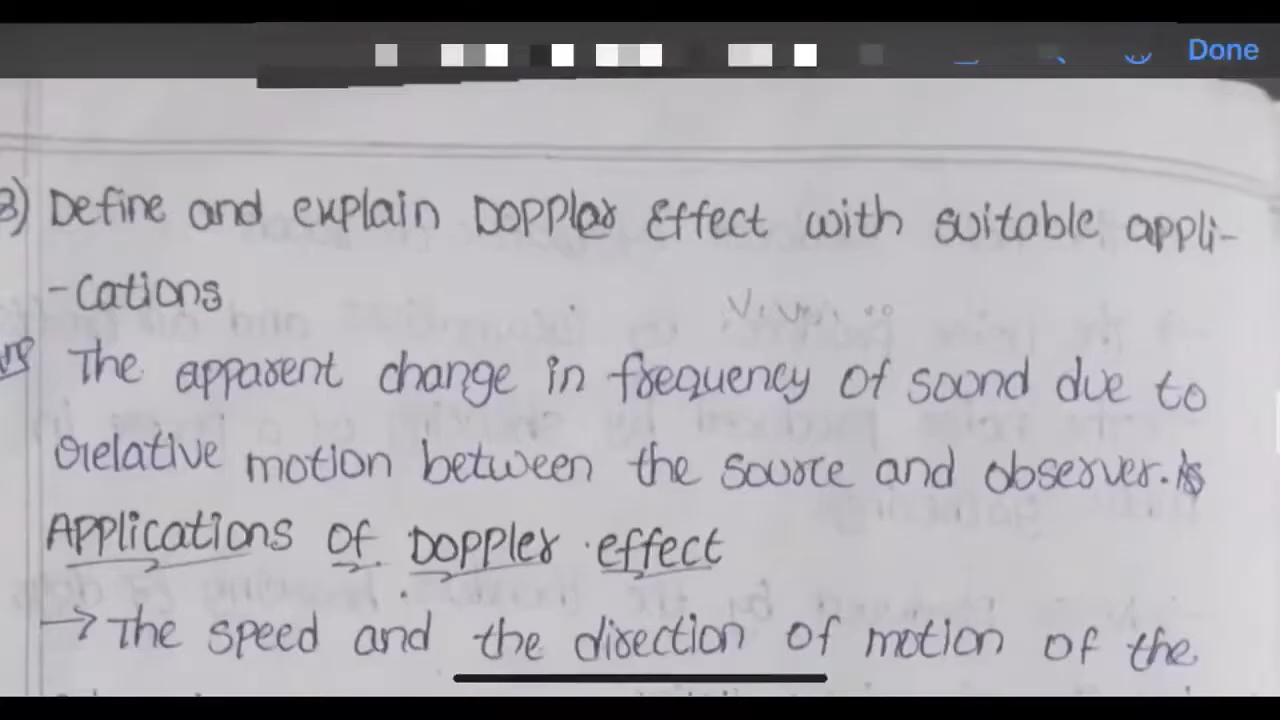 Done
3) Define and explain Doppler Effect with suitable appli-
-cations
The apparent change in frequency of sound due to
relative motion between the source and observer.
Applications of Doppler effect
→ The speed and the direction of motion of the